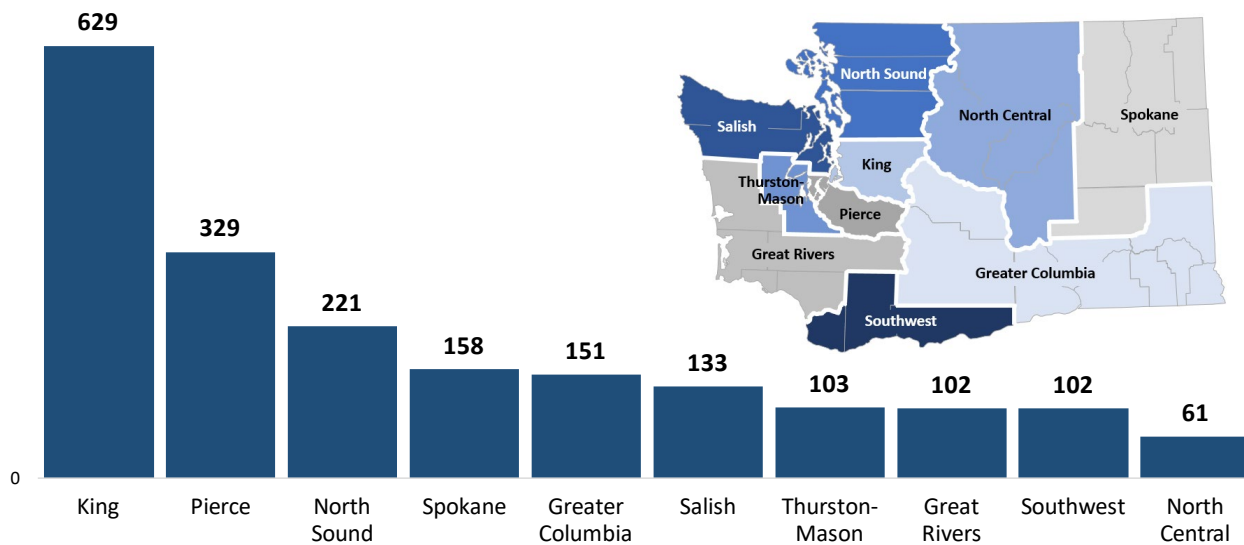 629
329
221
158
151
133
103
102
102
61
0
King
Pierce
North
Sound
Spokane
Greater
Columbia
Salish
Thurston-
Mason
Great
Rivers
Southwest
North
Central
North Sound
Salish
North Central
Spokane
King
Thurston-
Mason
Pierce
Great Rivers
Greater Columbia
Southwest